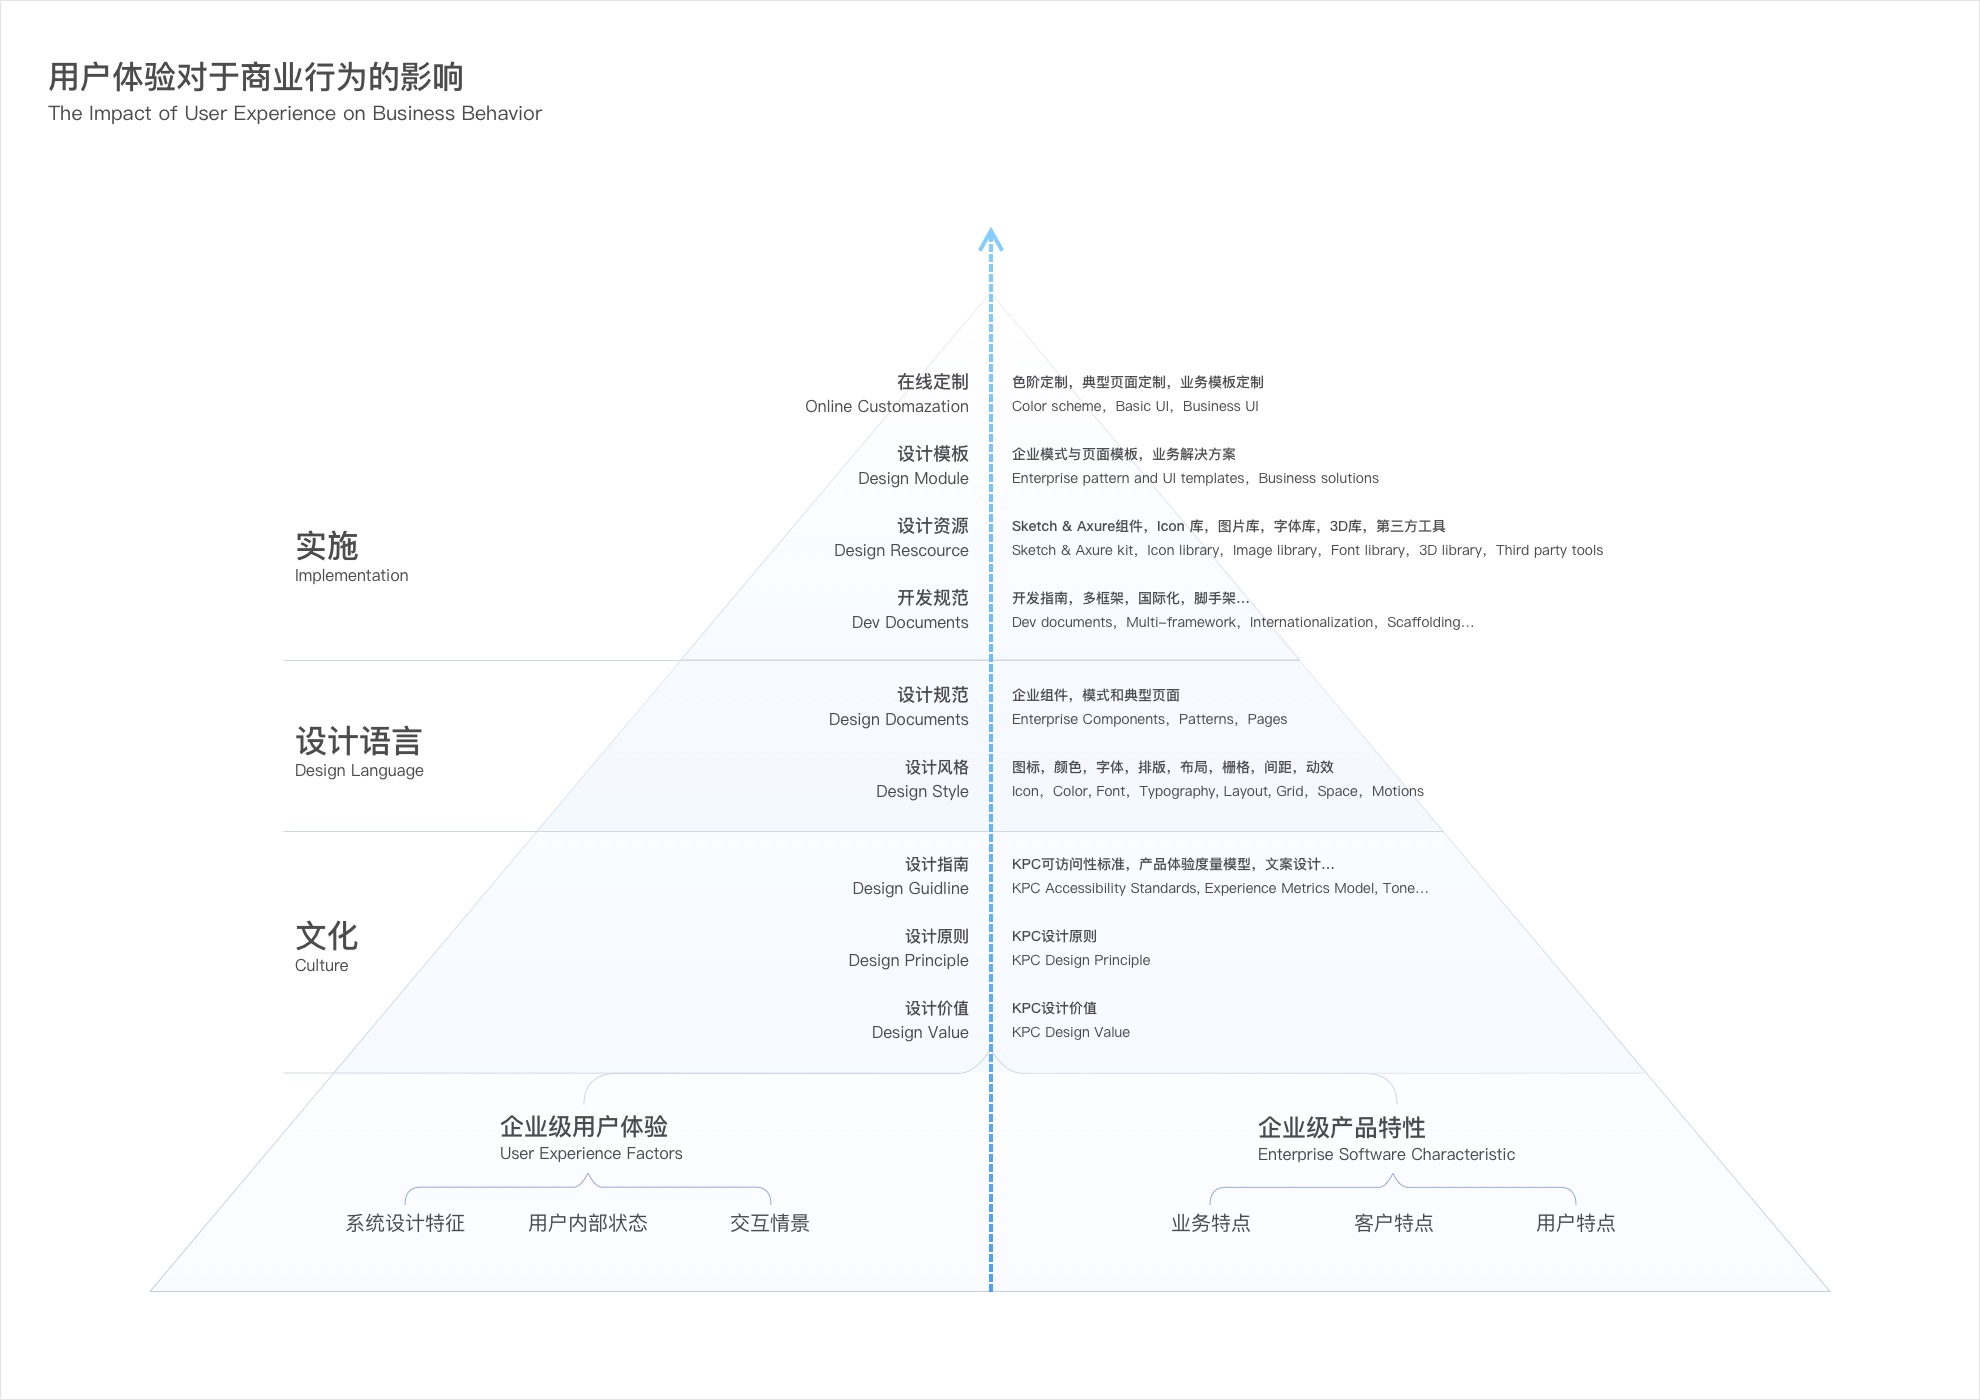 用户体验对于商业行为的影响
The Impact of User Experience on Business Behavior
在线定制
色阶定制，典型页面定制，业务模板定制
Online Customazation
Color scheme，Basic UI，Business UI
设计模板
企业模式与页面模板，业务解决方案
Design Module
Enterprise pattern and UI templates，Business solutions
实施
Implementation
设计资源
Sketch & Axure组件，Icon 库，图片库，字体库，3D库，第三方工具
Design Rescource
Sketch & Axure kit，Icon library，Image library，Font library，3D library，Third party tools
开发规范
开发指南，多框架，国际化，脚手架...
Dev Documents
Dev documents，Multi-framework，Internationalization，Scaffolding...
设计语言
Design Language
设计规范
企业组件，模式和典型页面
Design Documents
Enterprise Components，Patterns，Pages
设计风格
图标，颜色，字体，排版，布局，栅格，间距，动效
Design Style
Icon，Color, Font，Typography, Layout, Grid，Space，Motions
文化
Culture
设计指南
KPC可访问性标准，产品体验度量模型，文案设计...
Design Guidline
KPC Accessibility Standards, Experience Metrics Model, Tone...
设计原则
KPC设计原则
Design Principle
KPC Design Principle
设计价值
KPC设计价值
Design Value
KPC Design Value
企业级用户体验
User Experience Factors
系统设计特征
用户内部状态
交互情景
企业级产品特性
Enterprise Software Characteristic
业务特点
客户特点
用户特点